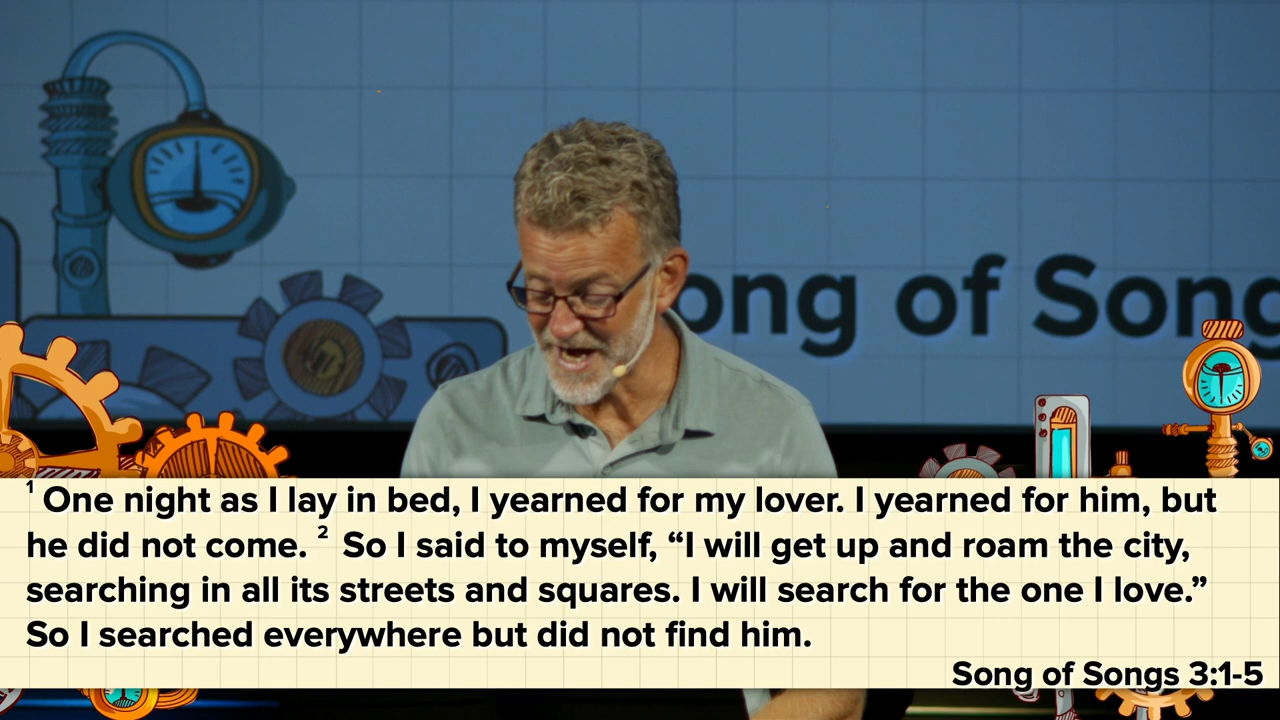 ong of Song
¹ One night as I lay in bed, I yearned for my lover. I yearned for him, but
he did not come. ² So I said to myself, “I will get up and roam the city,
searching in all its streets and squares. I will search for the one I love.”
So I searched everywhere but did not find him.
Song of Songs 3:1-5